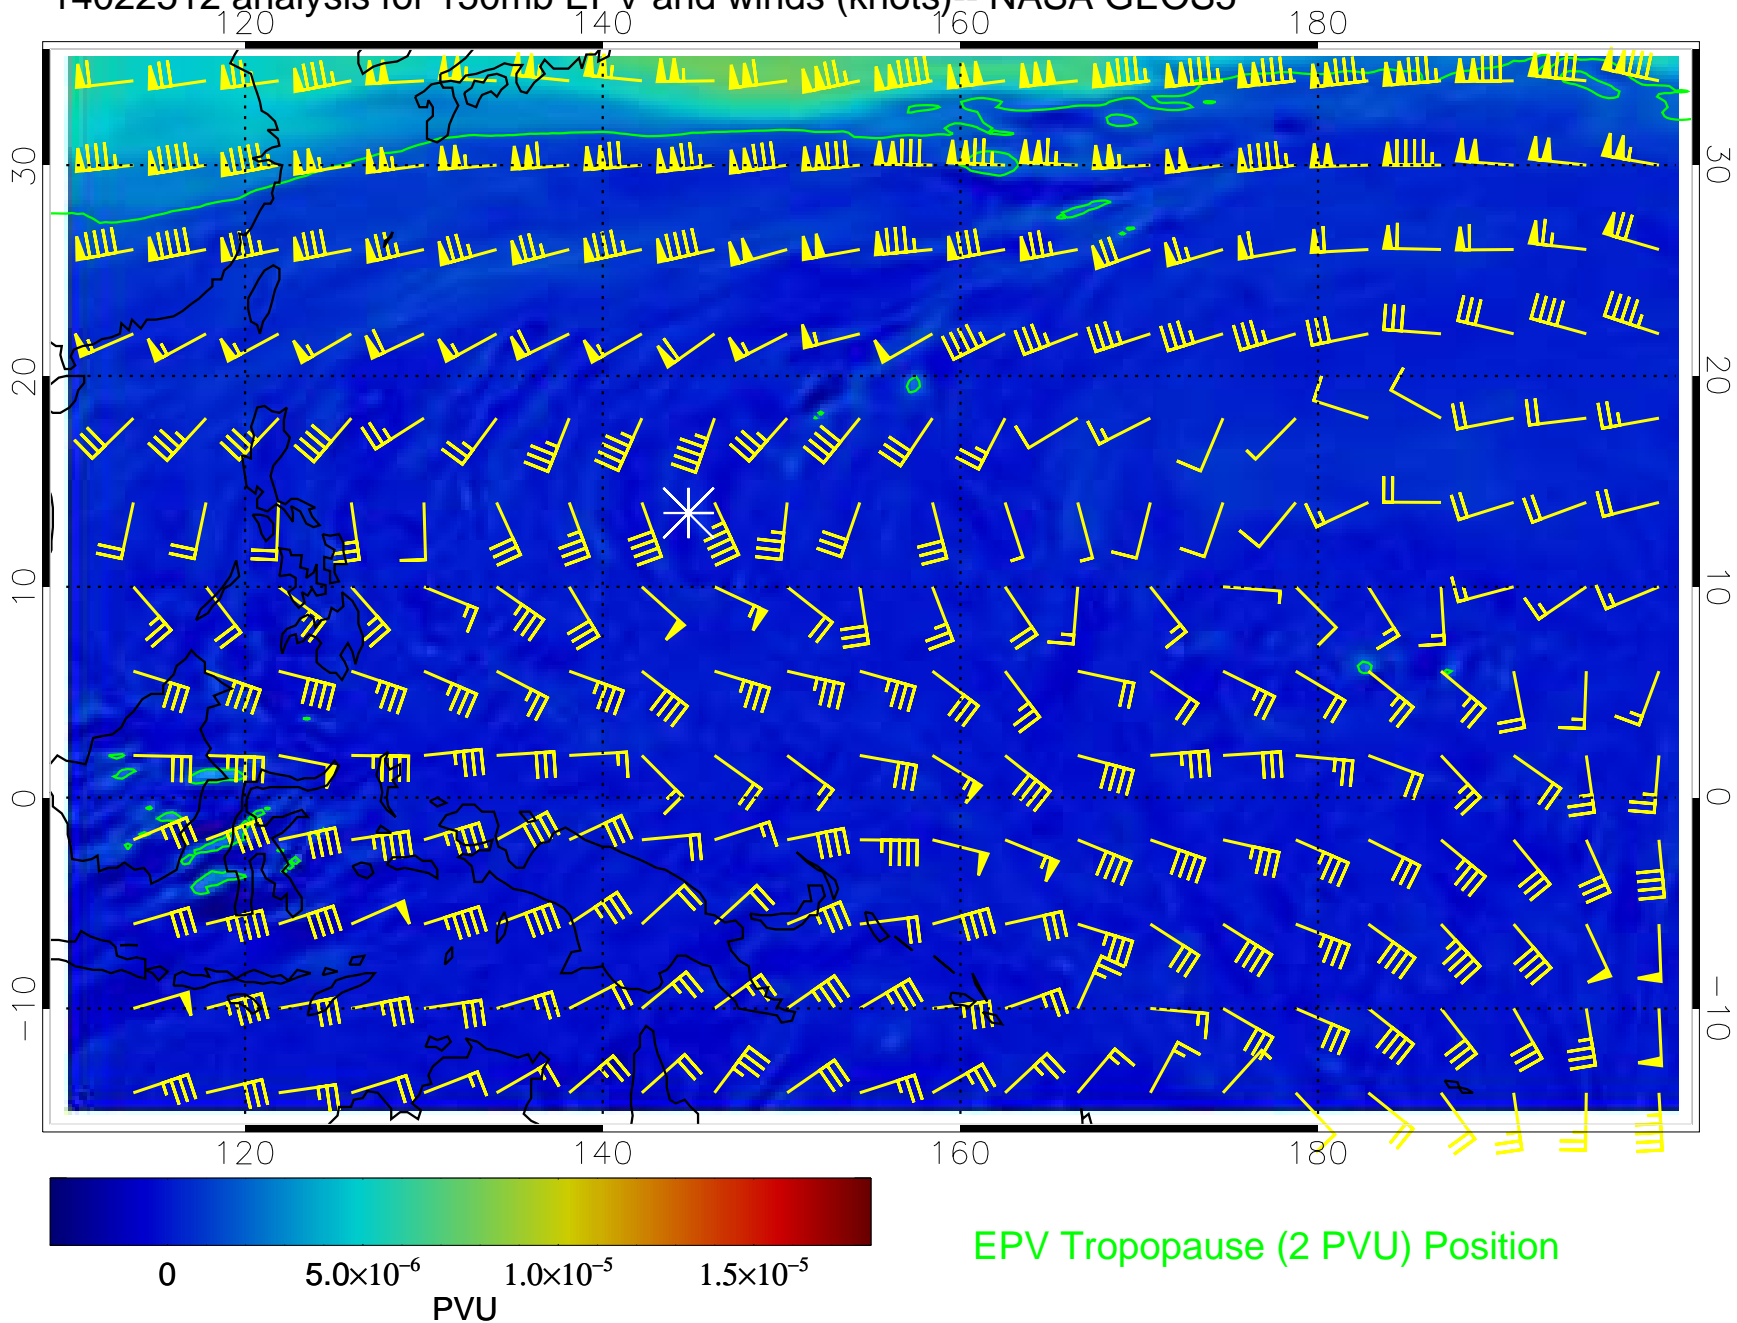 14022512 analysis for 150mb EPV and winds (knots)-- NASA GEOS5
120 140 160 180
30 30
20 20
10 10
0 0
−10 −10
120 140 160 180
0 5.0×10⁻⁶ 1.0×10⁻⁵ 1.5×10⁻⁵
PVU
EPV Tropopause (2 PVU) Position